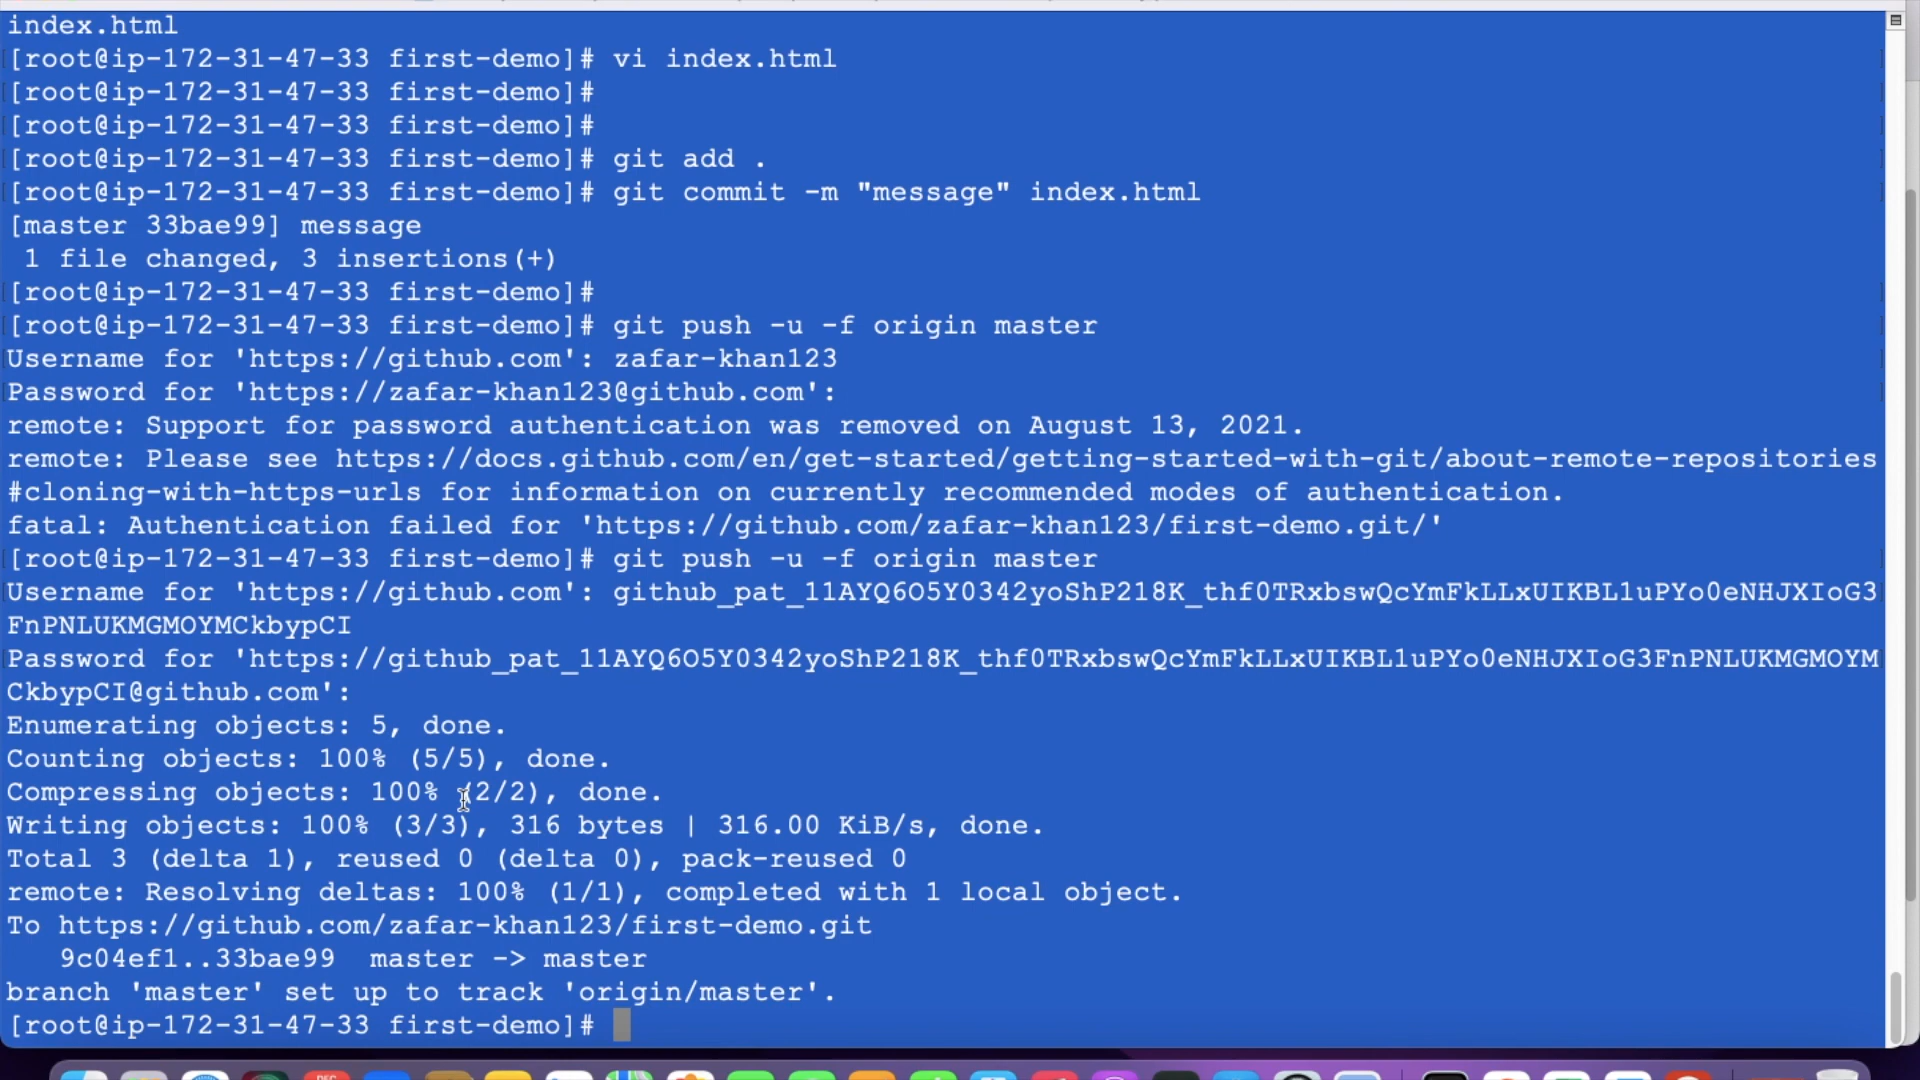 index.html
[root@ip-172-31-47-33 first-demo]# vi index.html
[root@ip-172-31-47-33 first-demo]#
[root@ip-172-31-47-33 first-demo]#
[root@ip-172-31-47-33 first-demo]# git add .
[root@ip-172-31-47-33 first-demo]# git commit -m "message" index.html
[master 33bae99] message
 1 file changed, 3 insertions(+)
[root@ip-172-31-47-33 first-demo]#
[root@ip-172-31-47-33 first-demo]# git push -u -f origin master
Username for 'https://github.com': zafar-khan123
Password for 'https://zafar-khan123@github.com':
remote: Support for password authentication was removed on August 13, 2021.
remote: Please see https://docs.github.com/en/get-started/getting-started-with-git/about-remote-repositories
#cloning-with-https-urls for information on currently recommended modes of authentication.
fatal: Authentication failed for 'https://github.com/zafar-khan123/first-demo.git/'
[root@ip-172-31-47-33 first-demo]# git push -u -f origin master
Username for 'https://github.com': github_pat_11AYQ6O5Y0342yoShP218K_thf0TRxbswQcYmFkLLxUIKBL1uPYo0eNHJXIoG3
FnPNLUKMGMOYMCkbypCI
Password for 'https://github_pat_11AYQ6O5Y0342yoShP218K_thf0TRxbswQcYmFkLLxUIKBL1uPYo0eNHJXIoG3FnPNLUKMGMOYM
CkbypCI@github.com':
Enumerating objects: 5, done.
Counting objects: 100% (5/5), done.
Compressing objects: 100% (2/2), done.
Writing objects: 100% (3/3), 316 bytes | 316.00 KiB/s, done.
Total 3 (delta 1), reused 0 (delta 0), pack-reused 0
remote: Resolving deltas: 100% (1/1), completed with 1 local object.
To https://github.com/zafar-khan123/first-demo.git
   9c04ef1..33bae99  master -> master
branch 'master' set up to track 'origin/master'.
[root@ip-172-31-47-33 first-demo]#